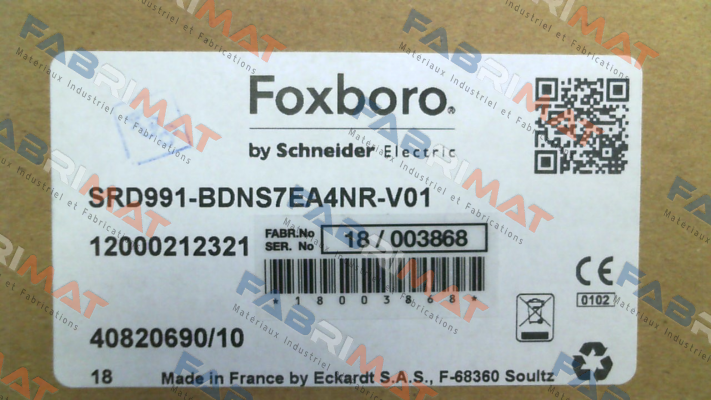 Foxboro®
by Schneider Electric
SRD991-BDNS7EA4NR-V01
12000212321
FABR.No
SER. No
18 / 003868
*18003868*
CE
0102
40820690/10
18 Made in France by Eckardt S.A.S., F-68360 Soultz
FABRIMAT
Materiaux Industriel et Fabrications